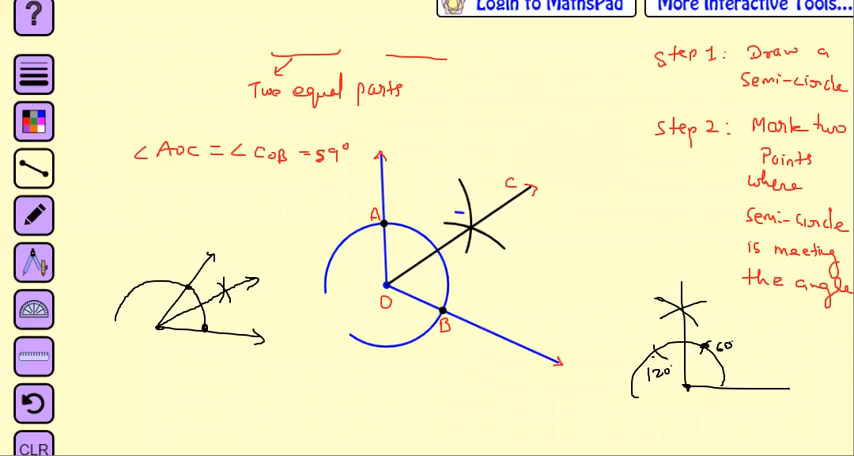 ?
Login to MathsPad
More Interactive Tools...
Step 1: Draw a
Semi-circle
Two equal parts
Step 2: Mark two
Points
where
Semi-circle
is meeting
the angle
∠AOC = ∠COB = 59°
A
C
O
B
60°
120°
CLR